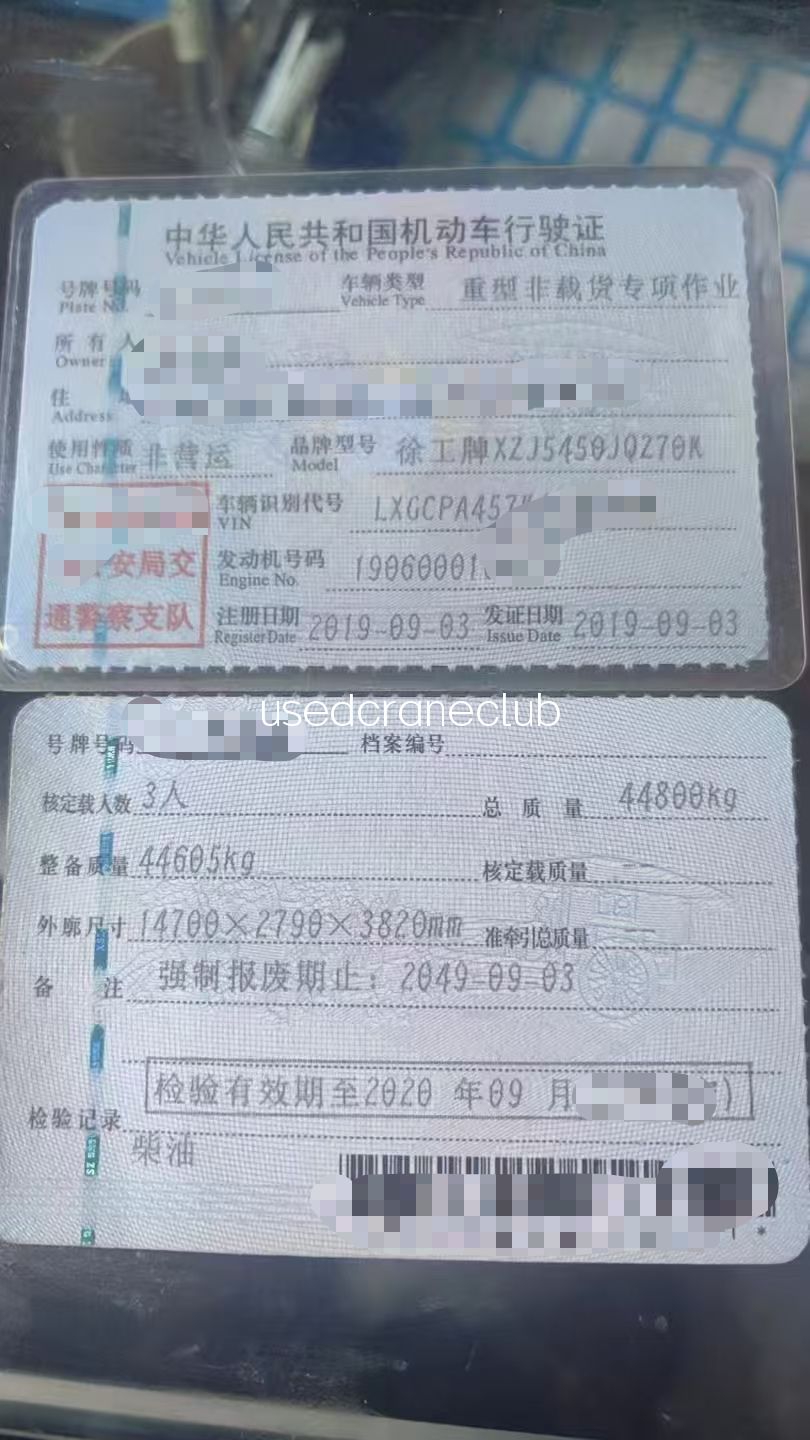 中华人民共和国机动车行驶证
Vehicle License of the People's Republic of China
号牌号码 车辆类型 重型非载货专项作业
Plate No. Vehicle Type
所有人
Owner
住
Address
使用性质 非营运 品牌型号 徐工牌XZJ5450JQZ70K
Use Character Model
车辆识别代号 LXGCPA457
VIN
安局交 发动机号码 19060001
Engine No.
通警察支队 注册日期 2019-09-03 发证日期 2019-09-03
Register Date Issue Date
usedcraneclub
号牌号码 档案编号
核定载人数 3人 总质量 44800kg
整备质量 44605kg 核定载质量 --
外廓尺寸 14700×2790×3820mm 准牵引总质量 --
备注 强制报废期止：2049-09-03
检验有效期至2020 年09 月 )
检验记录
柴油
*